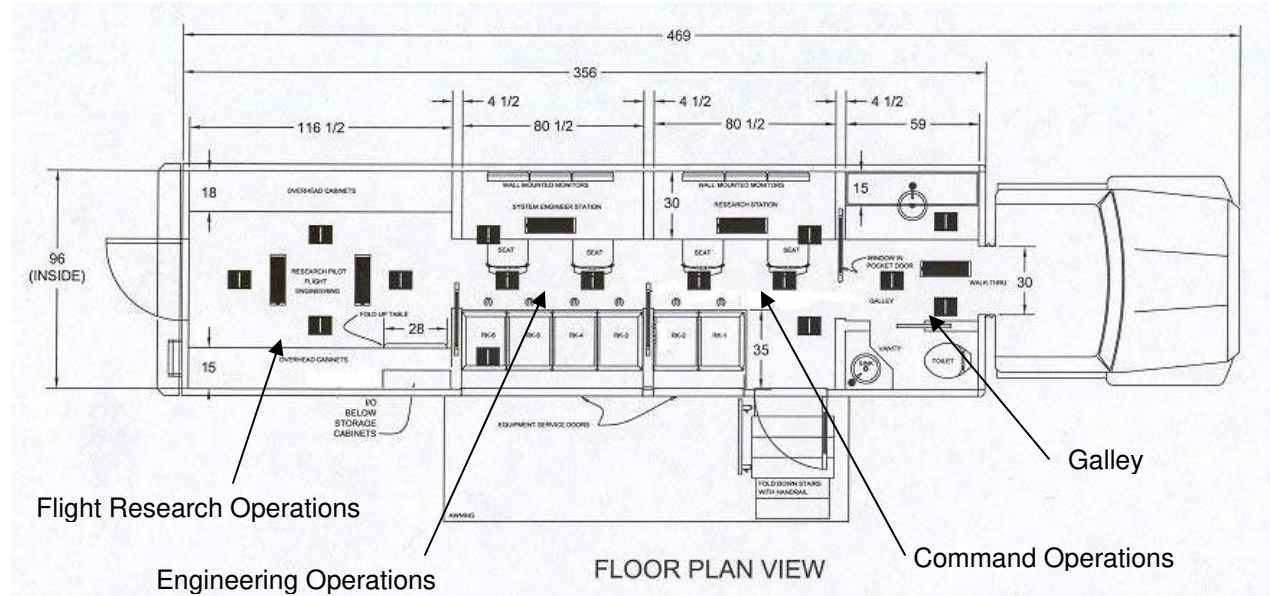 469
356
4 1/2
4 1/2
4 1/2
116 1/2
80 1/2
80 1/2
59
18
OVERHEAD CABINETS
WALL MOUNTED MONITORS
WALL MOUNTED MONITORS
15
SYSTEM ENGINEER STATION
30
RESEARCH STATION
SEAT
SEAT
SEAT
SEAT
96
(INSIDE)
RESEARCH PILOT
FLIGHT
ENGINEERING
WINDOW IN
POCKET DOOR
WALK-THRU
30
GALLEY
FOLD UP TABLE
28
RK-6
RK-5
RK-4
RK-3
RK-2
RK-1
35
VANITY
SINK
TOILET
15
OVERHEAD CABINETS
I/O
BELOW
STORAGE
CABINETS
EQUIPMENT SERVICE DOORS
FOLD DOWN STAIRS
WITH HANDRAIL
AWNING
Galley
Flight Research Operations
Engineering Operations
FLOOR PLAN VIEW
Command Operations